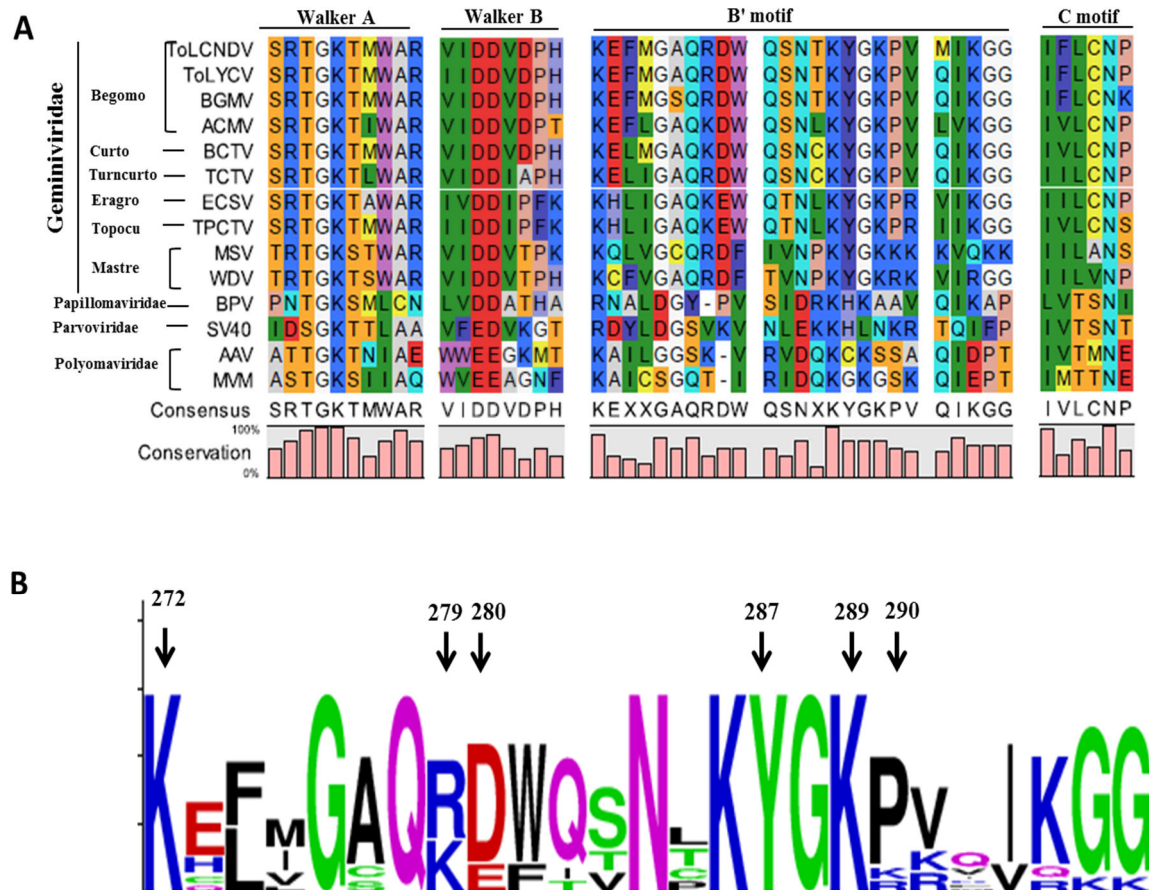 A
Walker A Walker B B' motif C motif
Geminiviridae
Begomo
ToLCNDV SRTGKTMWAR VIDDVDPH KEFMGAQRDW QSNTKYGKPV MIKGG IFLCNP
ToLYCV SRTGKTMWAR IIDDVDPH KEFMGAQRDW QSNTKYGKPV QIKGG IFLCNP
BGMV SRTGKTMWAR VIDDVDPH KEFMGSQRDW QSNTKYGKPV QIKGG IFLCNK
ACMV SRTGKTIWAR VIDDVDPT KEFLGAQKDW QSNLKYGKPV LVKGG IVLCNP
Curto BCTV SRTGKTMWAR VIDDVDPH KELMGAQKDW QSNCKYGKPV QIKGG IVLCNP
Turncurto TCTV SRTGKTLWAR VIDDIAPH KELIGAQKDW QSNCKYGKPV QIKGG IILCNP
Eragro ECSV SRTGKTAWAR IVDDIPFK KHLIGAQKEW QTNLKYGKPR VIKGG IILCNP
Topocu TPCTV SRTGKTMWAR VIDDIPFK KHLIGAQKEW QTNLKYGKPR IIKGG IVLCNS
Mastre
MSV TRTGKSTWAR VIDDVTPK KQLVGCQRDF IVNPKYGKKK KVQKK IILANS
WDV TRTGKTSWAR VIDDVTPH KCFVGAQRDF TVNPKYGKKK VIRGG IILVNP
Papillomaviridae BPV PNTGKSMLCN LVDDATHA RNALDGY-PV SIDRKHKAAV QIKAP LVTSNI
Parvoviridae SV40 IDSGKTTLAA VFEDVKGT RDYLDGSVKV NLEKKHLNKR TQIFP IVTSNT
Polyomaviridae
AAV ATTGKTNIAE WWEEGKMT KAILGGSK-V RVDQKCKSSA QIDPT IVTMNE
MVM ASTGKSIIAQ WVEEAGNF KAICSGQT-I RIDQKGKGSK QIEPT IMTTNE
Consensus SRTGKTMWAR VIDDVDPH KEXXGAQRDW QSNXKYGKPV QIKGG IVLCNP
100%
Conservation
0%
B
272 279 280 287 289 290
KEFMGAQRDWQSNLKYGKPVQIKGG